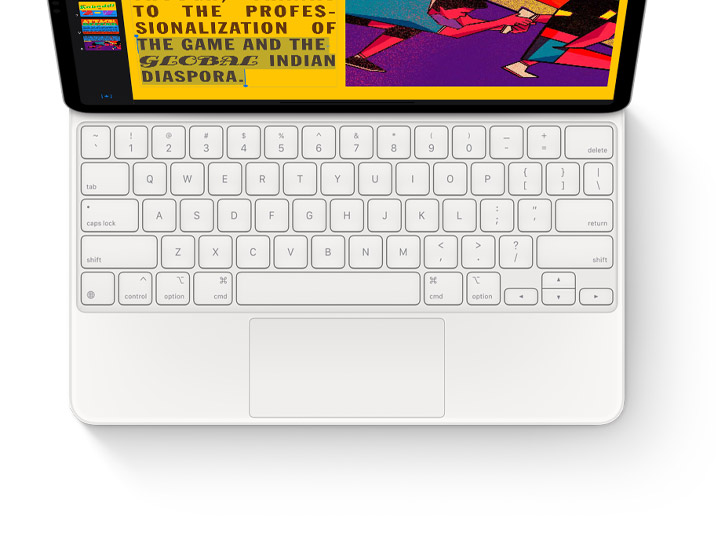 TO THE PROFES-
SIONALIZATION OF
THE GAME AND THE
GLOBAL INDIAN
DIASPORA.
~ ! @ # $ % ^ & * ( ) — +
` 1 2 3 4 5 6 7 8 9 0 - = delete
tab Q W E R T Y U I O P { [ } ] | \
caps lock A S D F G H J K L : ; " ' return
shift Z X C V B N M < , > . ? / shift
control option cmd cmd option